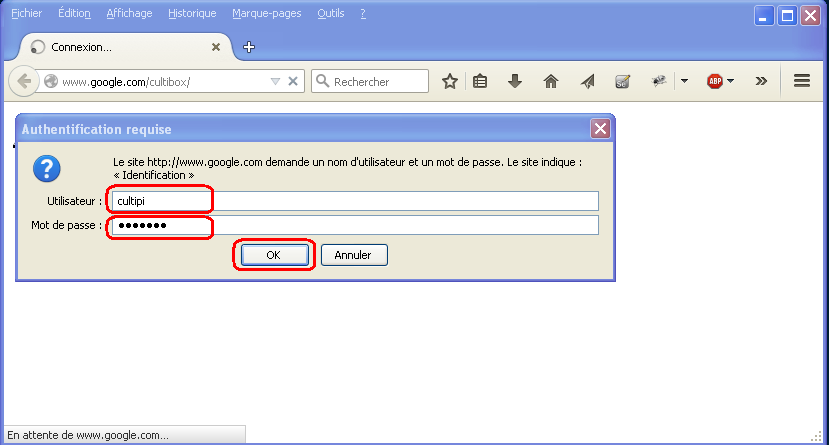 Fichier Édition Affichage Historique Marque-pages Outils ?
Connexion...
www.google.com/cultibox/ Rechercher Se ABP
Authentification requise
Le site http://www.google.com demande un nom d'utilisateur et un mot de passe. Le site indique :
« Identification »
Utilisateur : cultipi
Mot de passe : ●●●●●●●
OK Annuler
En attente de www.google.com...